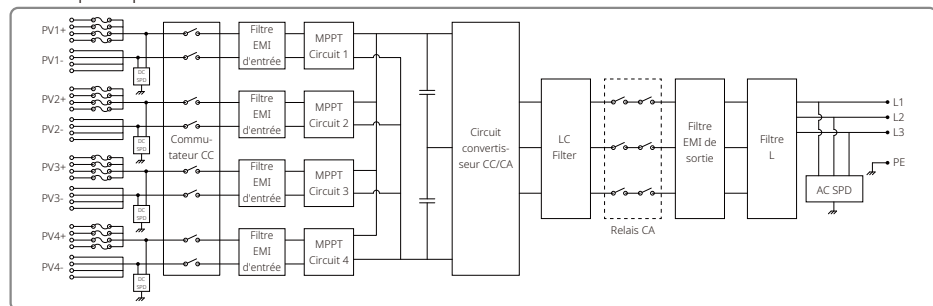 PV1+
PV1-
DC
SPD
PV2+
PV2-
DC
SPD
PV3+
PV3-
DC
SPD
PV4+
PV4-
DC
SPD
Commu-
tateur CC
Filtre
EMI
d'entrée
Filtre
EMI
d'entrée
Filtre
EMI
d'entrée
Filtre
EMI
d'entrée
MPPT
Circuit 1
MPPT
Circuit 2
MPPT
Circuit 3
MPPT
Circuit 4
Circuit
convertis-
seur CC/CA
LC
Filter
Relais CA
Filtre
EMI de
sortie
Filtre
L
L1
L2
L3
PE
AC SPD